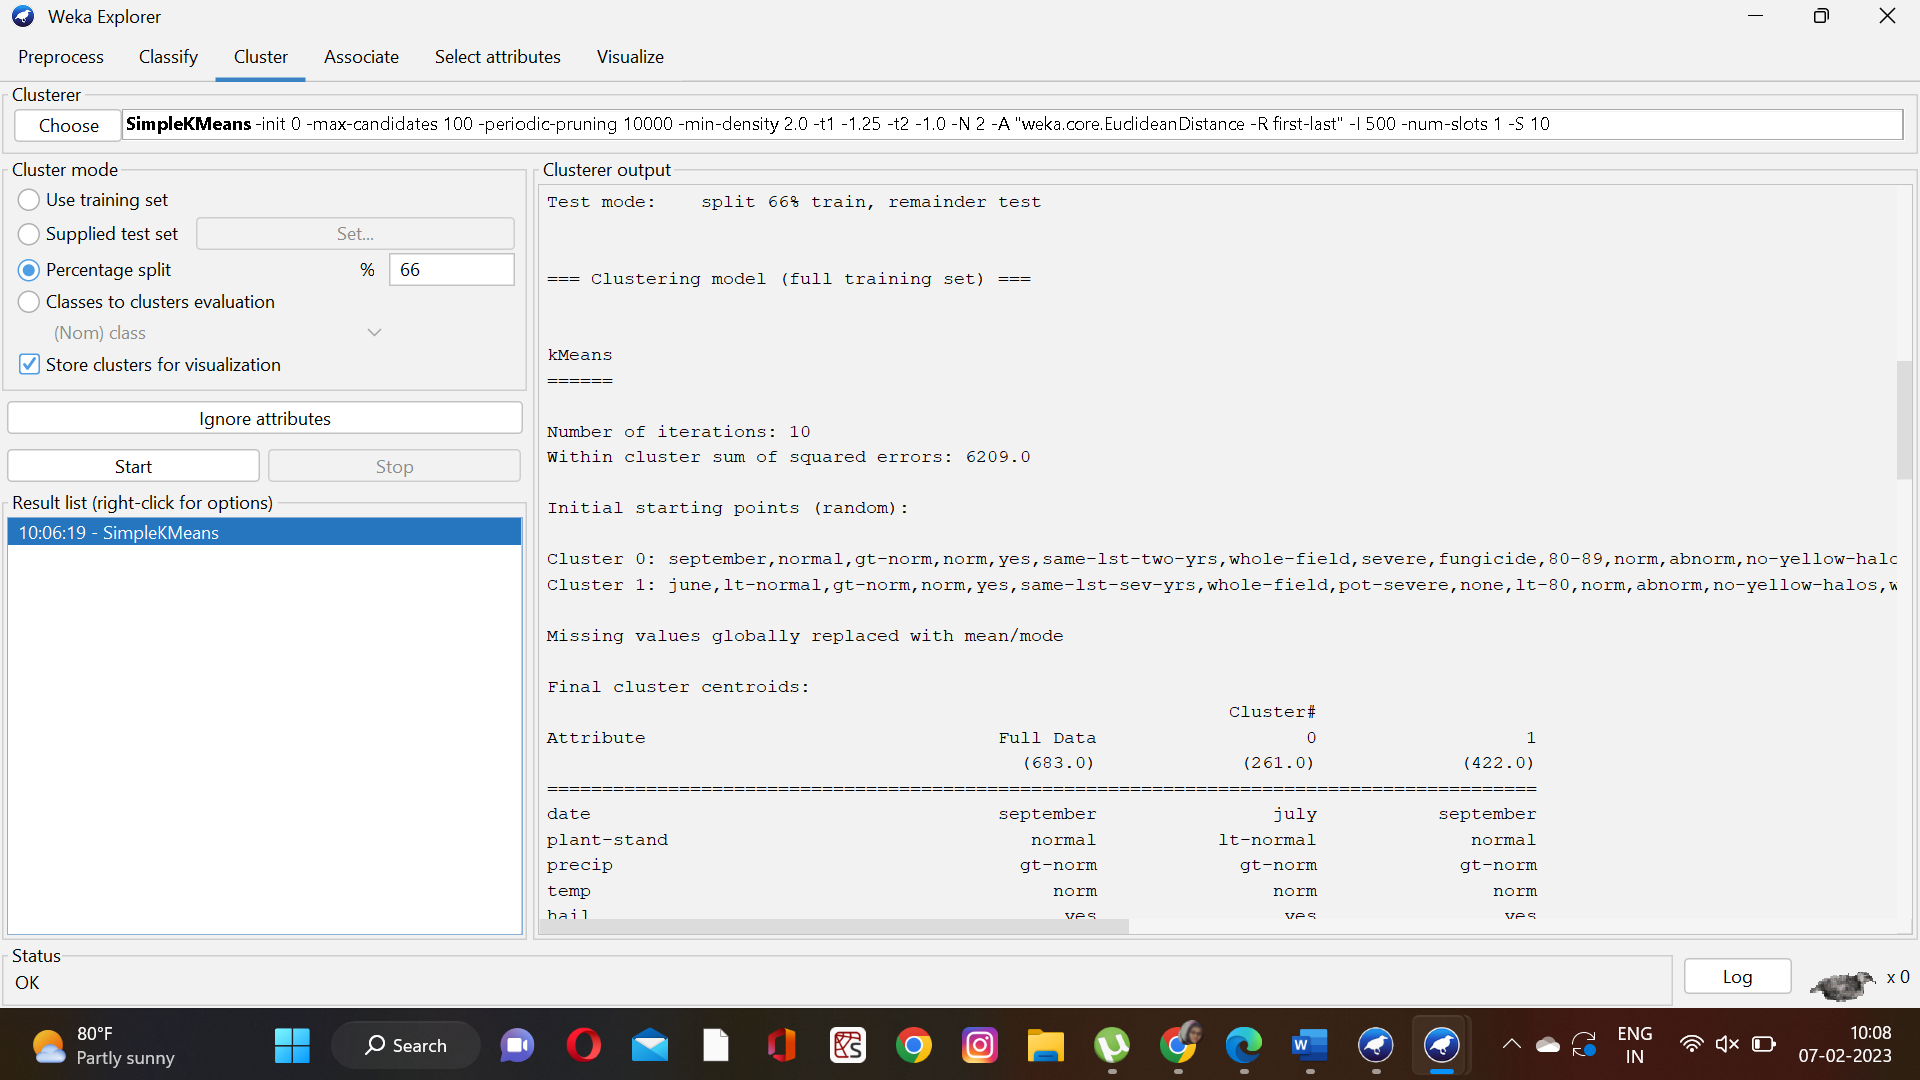 Weka Explorer
Preprocess Classify Cluster Associate Select attributes Visualize
Clusterer
Choose SimpleKMeans -init 0 -max-candidates 100 -periodic-pruning 10000 -min-density 2.0 -t1 -1.25 -t2 -1.0 -N 2 -A "weka.core.EuclideanDistance -R first-last" -I 500 -num-slots 1 -S 10
Cluster mode
Use training set
Supplied test set Set...
Percentage split % 66
Classes to clusters evaluation
(Nom) class
Store clusters for visualization
Ignore attributes
Start Stop
Result list (right-click for options)
10:06:19 - SimpleKMeans
Clusterer output
Test mode: split 66% train, remainder test
=== Clustering model (full training set) ===
kMeans
======
Number of iterations: 10
Within cluster sum of squared errors: 6209.0
Initial starting points (random):
Cluster 0: september,normal,gt-norm,norm,yes,same-lst-two-yrs,whole-field,severe,fungicide,80-89,norm,abnorm,no-yellow-halo
Cluster 1: june,lt-normal,gt-norm,norm,yes,same-lst-sev-yrs,whole-field,pot-severe,none,lt-80,norm,abnorm,no-yellow-halos,w
Missing values globally replaced with mean/mode
Final cluster centroids:
Cluster#
Attribute Full Data 0 1
(683.0) (261.0) (422.0)
==========================================================================================
date september july september
plant-stand normal lt-normal normal
precip gt-norm gt-norm gt-norm
temp norm norm norm
hail yes yes yes
Status
OK
Log x 0
80°F
Partly sunny
Search
ENG
IN
10:08
07-02-2023